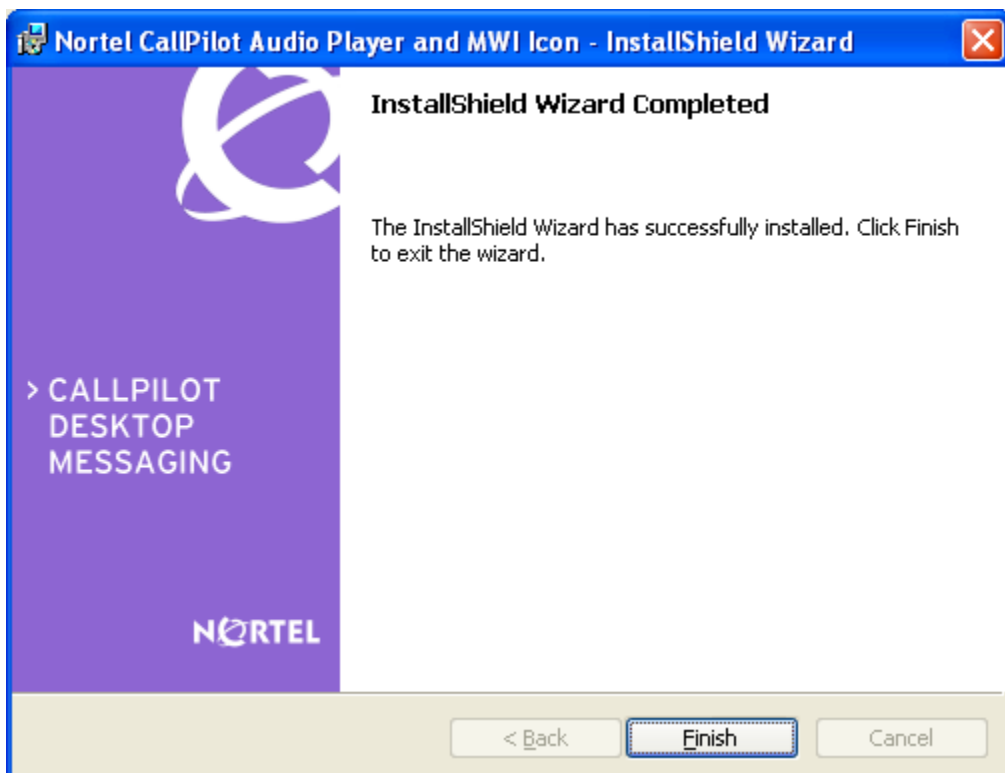 Nortel CallPilot Audio Player and MWI Icon - InstallShield Wizard
InstallShield Wizard Completed
The InstallShield Wizard has successfully installed. Click Finish
to exit the wizard.
> CALLPILOT
DESKTOP
MESSAGING
NORTEL
< Back
Finish
Cancel